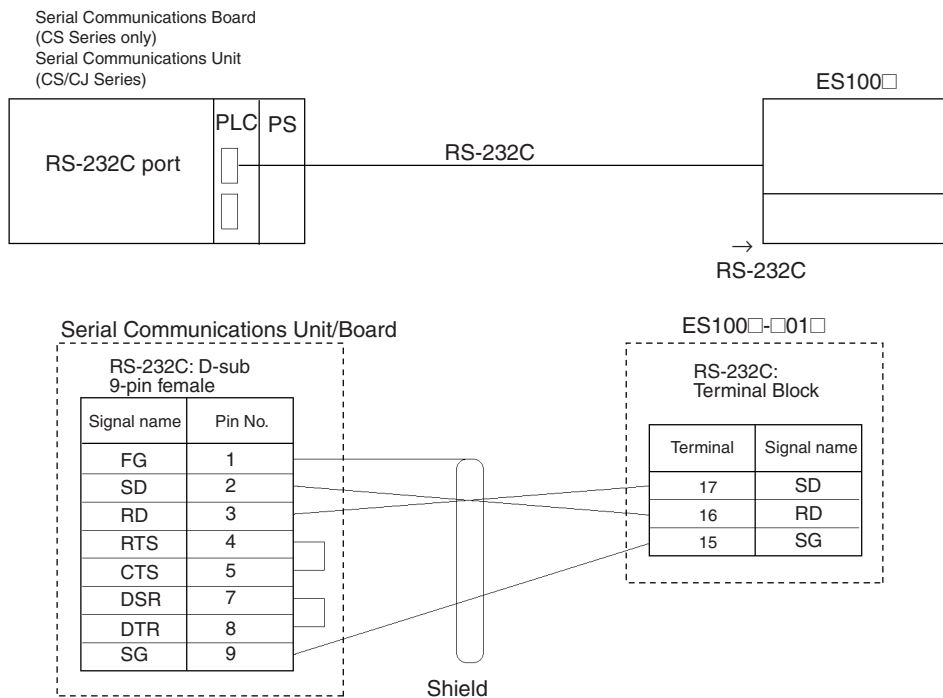 Serial Communications Board
(CS Series only)
Serial Communications Unit
(CS/CJ Series)
ES100□
PLC PS
RS-232C port
RS-232C
→
RS-232C
Serial Communications Unit/Board
ES100□-□01□
RS-232C: D-sub
9-pin female
RS-232C:
Terminal Block
Signal name Pin No.
FG 1
SD 2
RD 3
RTS 4
CTS 5
DSR 7
DTR 8
SG 9
Terminal Signal name
17 SD
16 RD
15 SG
Shield